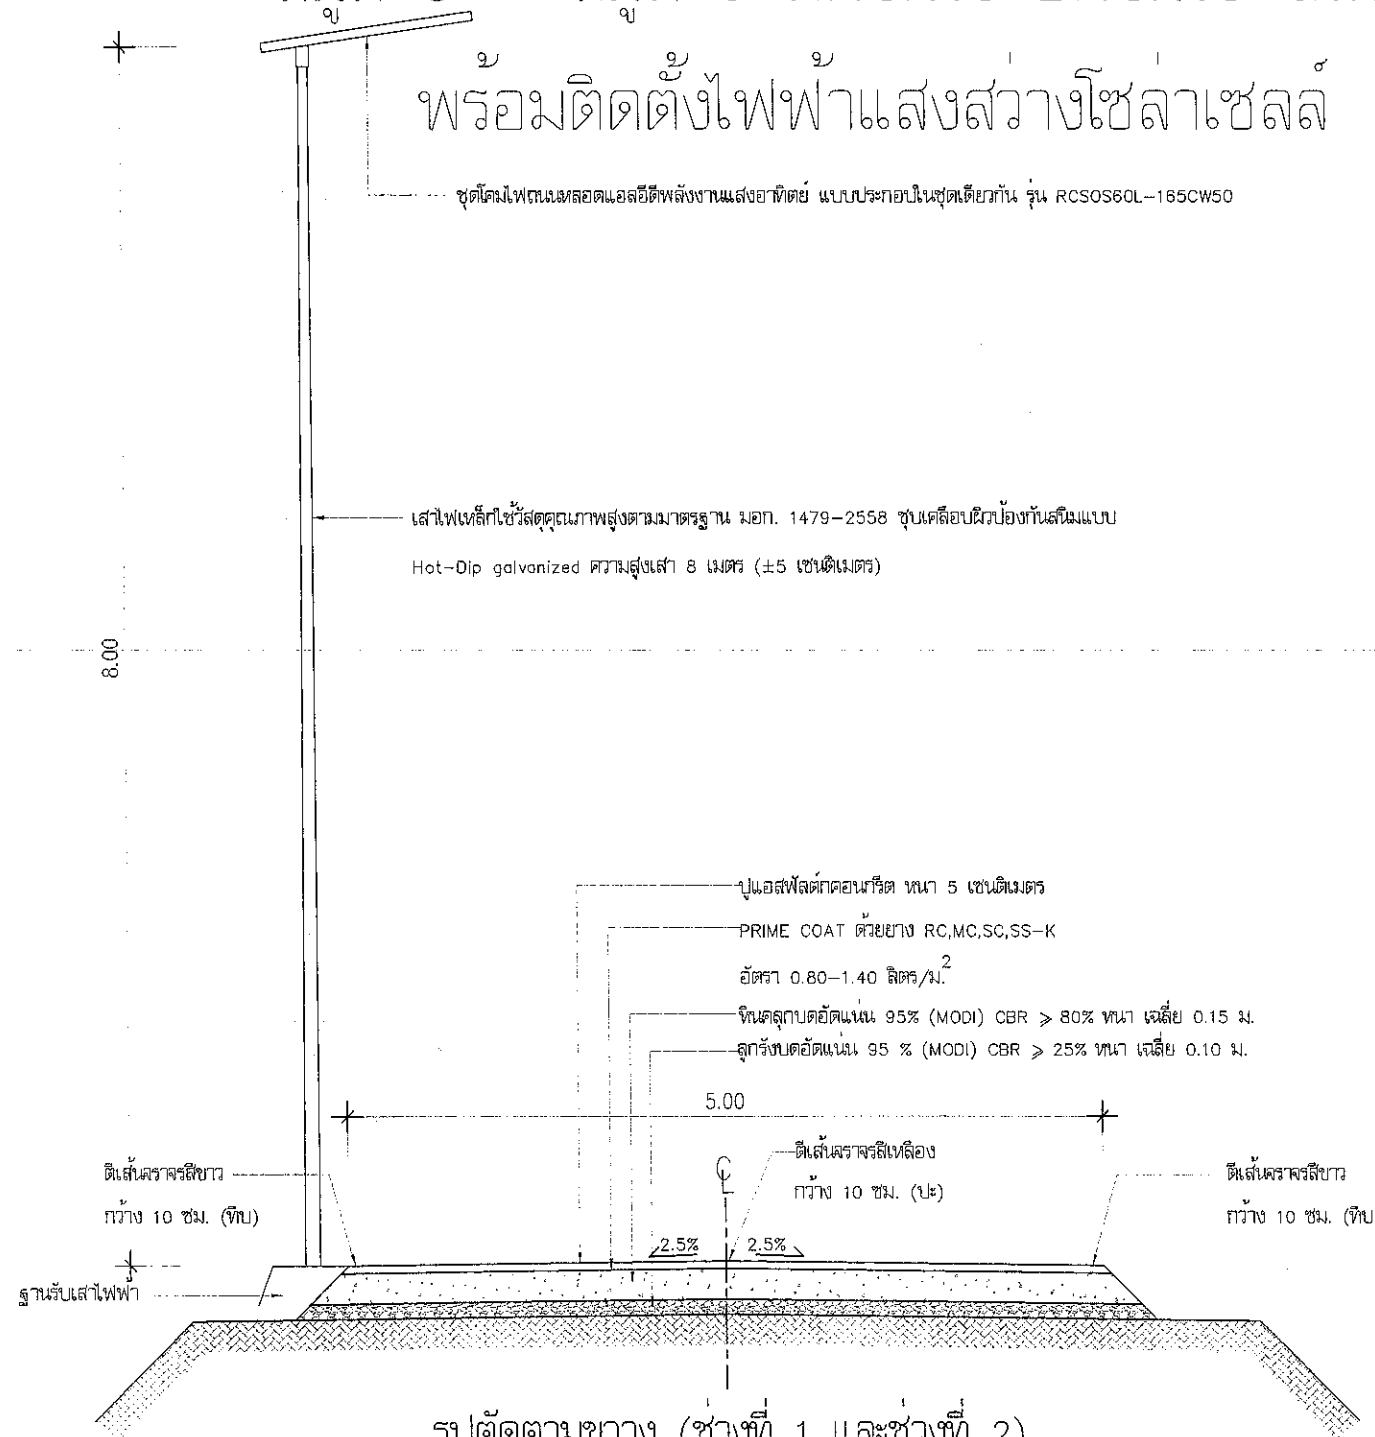 พร้อมติดตั้งไฟฟ้าแสงสว่างโซล่าเซลล์
ชุดโคมไฟถนนหลอดแอลอีดีพลังงานแสงอาทิตย์ แบบประกอบในชุดเดียวกัน รุ่น RCSOS60L-165CW50
เสาไฟเหล็กใช้วัสดุคุณภาพสูงตามมาตรฐาน มอก. 1479-2558 ชุบเคลือบผิวป้องกันสนิมแบบ
Hot-Dip galvanized ความสูงเสา 8 เมตร (±5 เซนติเมตร)
8.00
ปูแอสฟัลต์กคอนกรีต หนา 5 เซนติเมตร
PRIME COAT ด้วยยาง RC,MC,SC,SS-K
อัตรา 0.80-1.40 ลิตร/ม.²
หินคลุกบดอัดแน่น 95% (MODI) CBR ⩾ 80% หนา เฉลี่ย 0.15 ม.
ลูกรังบดอัดแน่น 95 % (MODI) CBR ⩾ 25% หนา เฉลี่ย 0.10 ม.
5.00
ตีเส้นจราจรสีขาว
กว้าง 10 ซม. (ทึบ)
ตีเส้นจราจรสีเหลือง
กว้าง 10 ซม. (ปะ)
ตีเส้นจราจรสีขาว
กว้าง 10 ซม. (ทึบ
CL
2.5% 2.5%
ฐานรับเสาไฟฟ้า
รูปตัดตามขวาง (ช่วงที่ 1 และช่วงที่ 2)